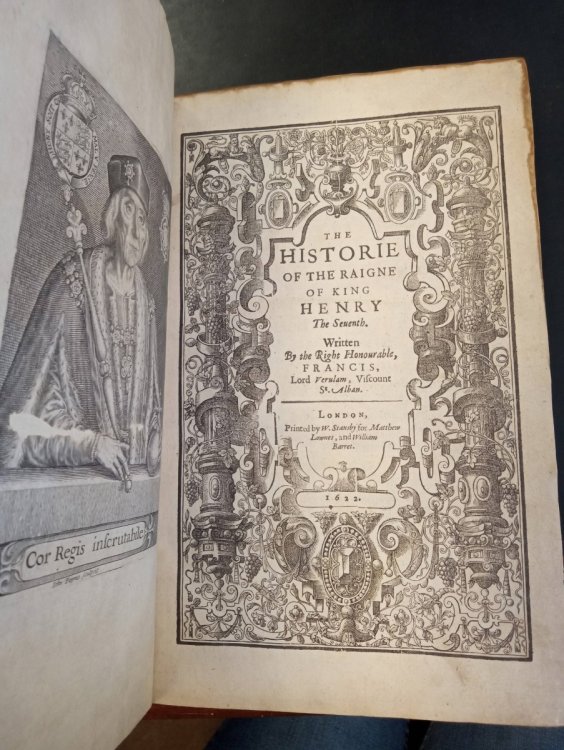 Cor Regis inscrutabile
THE
HISTORIE
OF THE RAIGNE
OF KING
HENRY
The Seuenth.
Written
By the Right Honourable,
FRANCIS,
Lord Verulam, Viscount
St. Alban.
LONDON,
Printed by W. Stansby for Matthew
Lownes, and William
Barret.
1622.